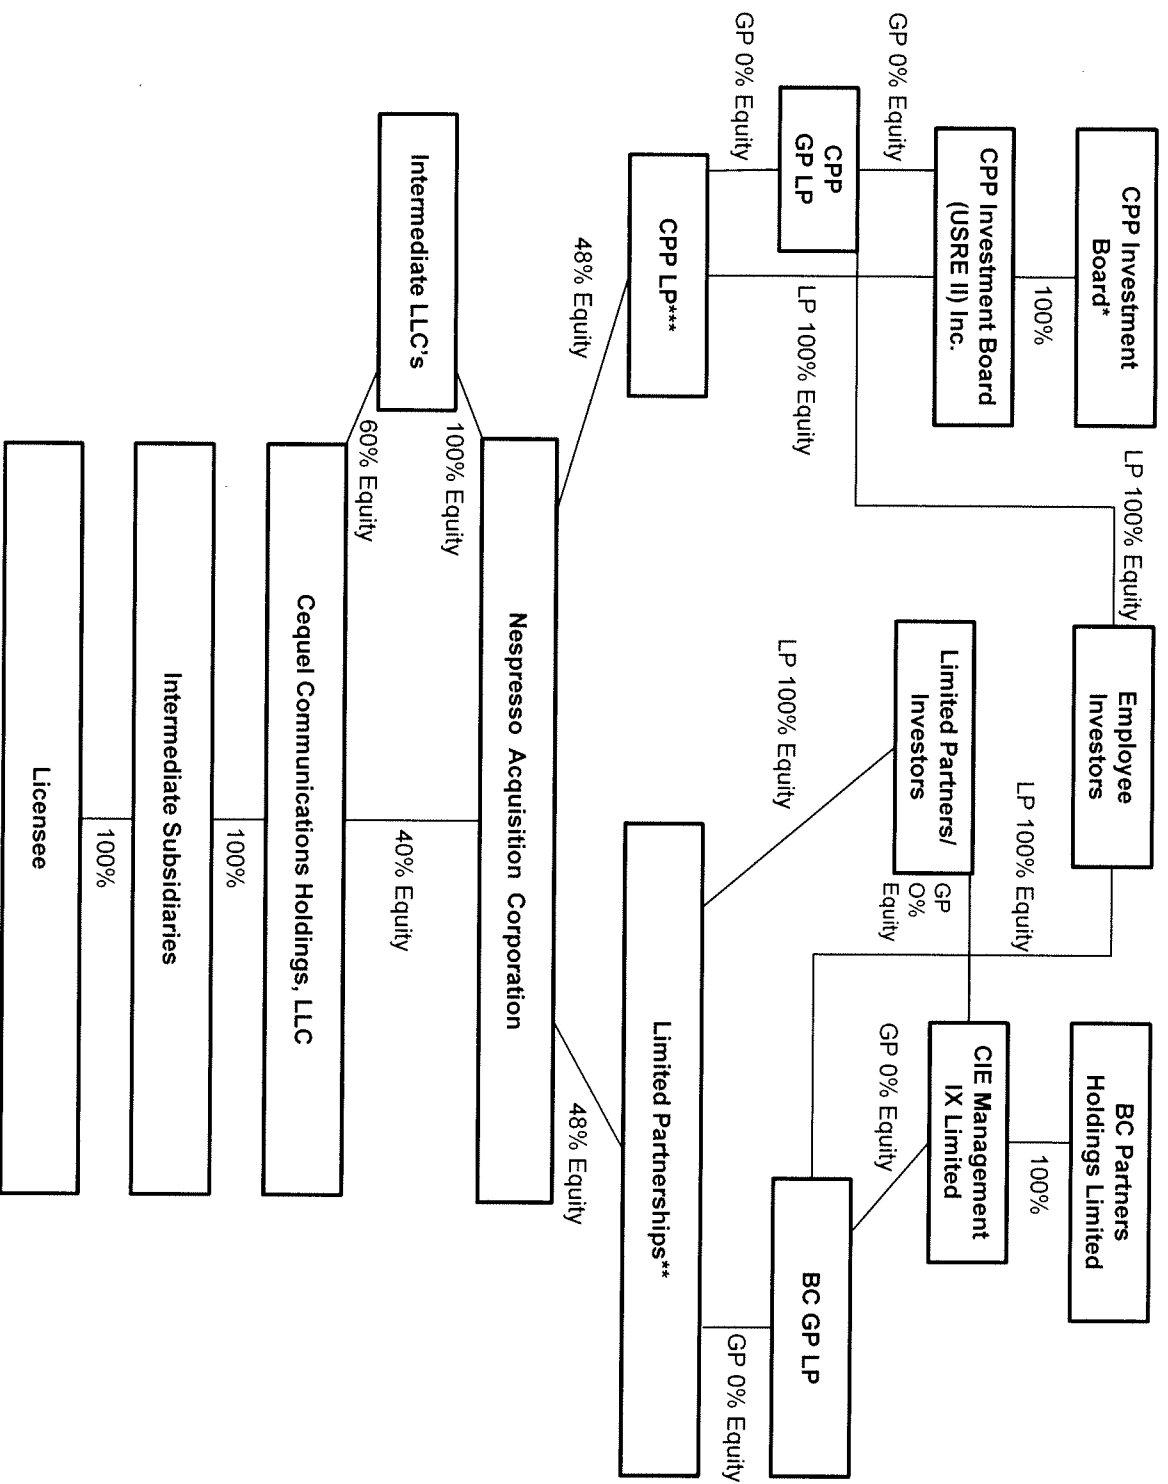 CPP Investment
Board*
100%
CPP Investment Board
(USRE II) Inc.
GP 0% Equity
CPP
GP LP
GP 0% Equity
LP 100% Equity
CPP LP***
48% Equity
LP 100% Equity
Employee
Investors
LP 100% Equity
Limited Partners/
Investors
GP
O%
Equity
LP 100% Equity
BC Partners
Holdings Limited
100%
CIE Management
IX Limited
GP 0% Equity
BC GP LP
GP 0% Equity
Limited Partnerships**
48% Equity
Nespresso Acquisition Corporation
100% Equity
Intermediate LLC's
60% Equity
40% Equity
Cequel Communications Holdings, LLC
100%
Intermediate Subsidiaries
100%
Licensee